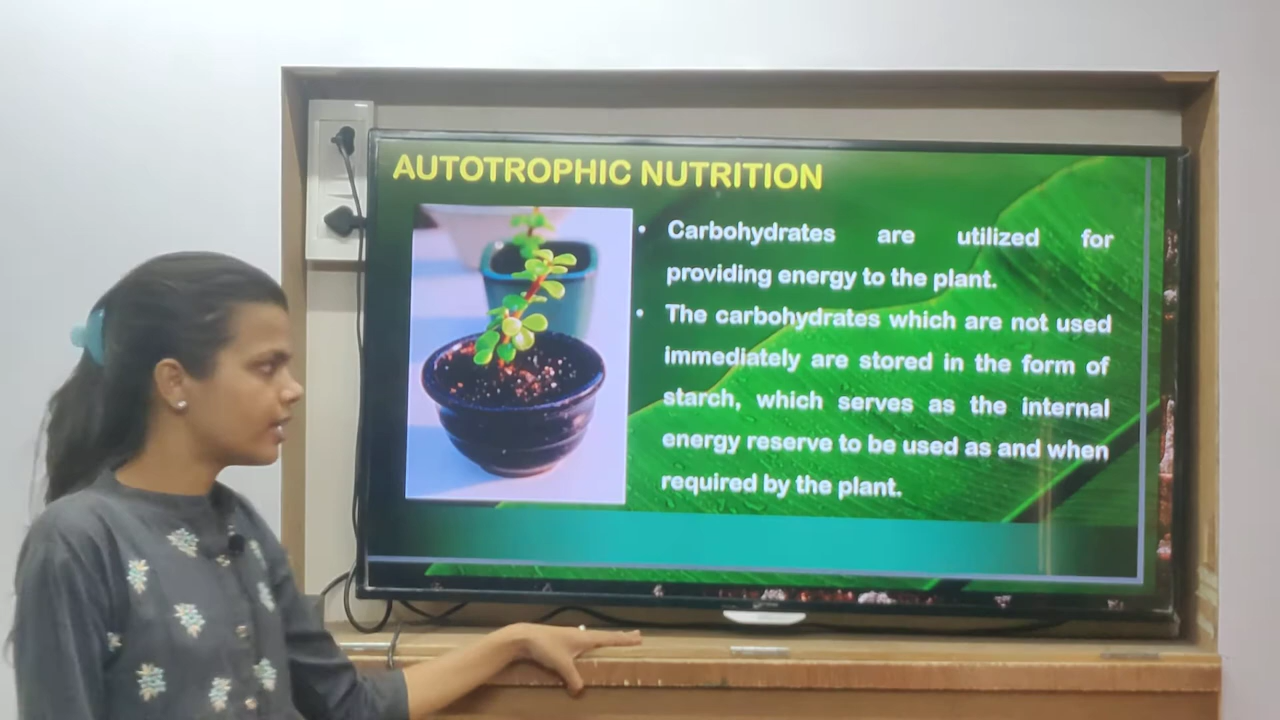 AUTOTROPHIC NUTRITION
• Carbohydrates are utilized for
providing energy to the plant.
• The carbohydrates which are not used
immediately are stored in the form of
starch, which serves as the internal
energy reserve to be used as and when
required by the plant.